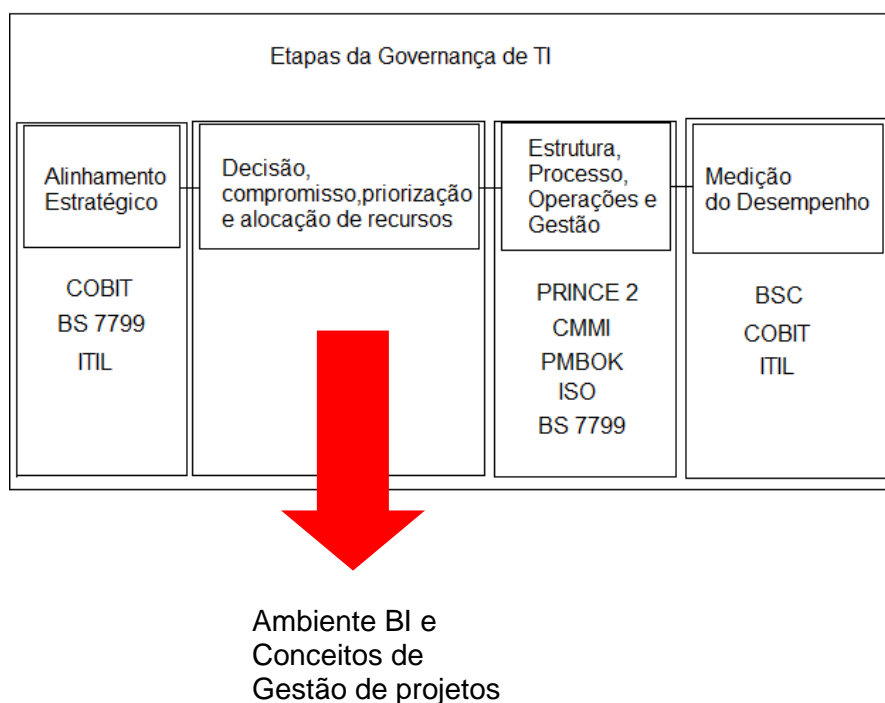 Etapas da Governança de TI
Alinhamento
Estratégico
COBIT
BS 7799
ITIL
Decisão,
compromisso,priorização
e alocação de recursos
Estrutura,
Processo,
Operações e
Gestão
PRINCE 2
CMMI
PMBOK
ISO
BS 7799
Medição
do Desempenho
BSC
COBIT
ITIL
Ambiente BI e
Conceitos de
Gestão de projetos